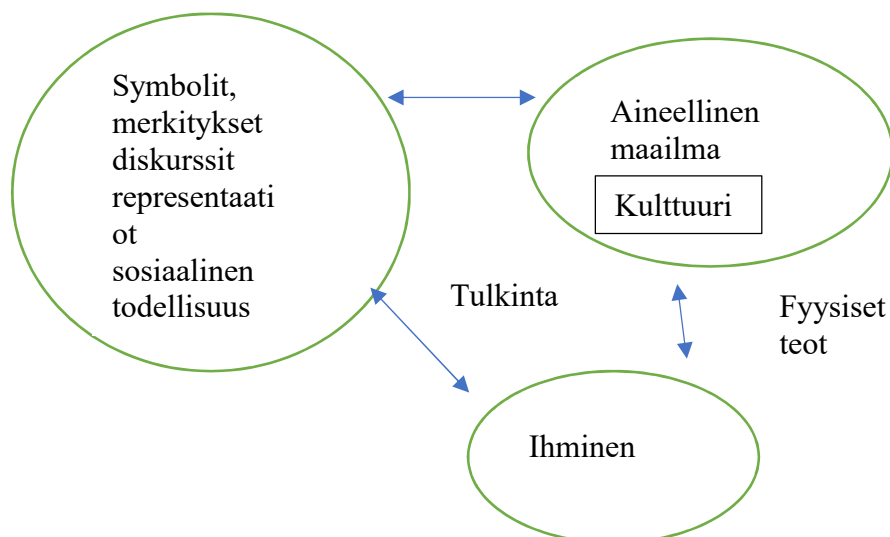 Symbolit,
merkitykset
diskurssit
representaati
ot
sosiaalinen
todellisuus
Aineellinen
maailma
Kulttuuri
Tulkinta
Fyysiset
teot
Ihminen